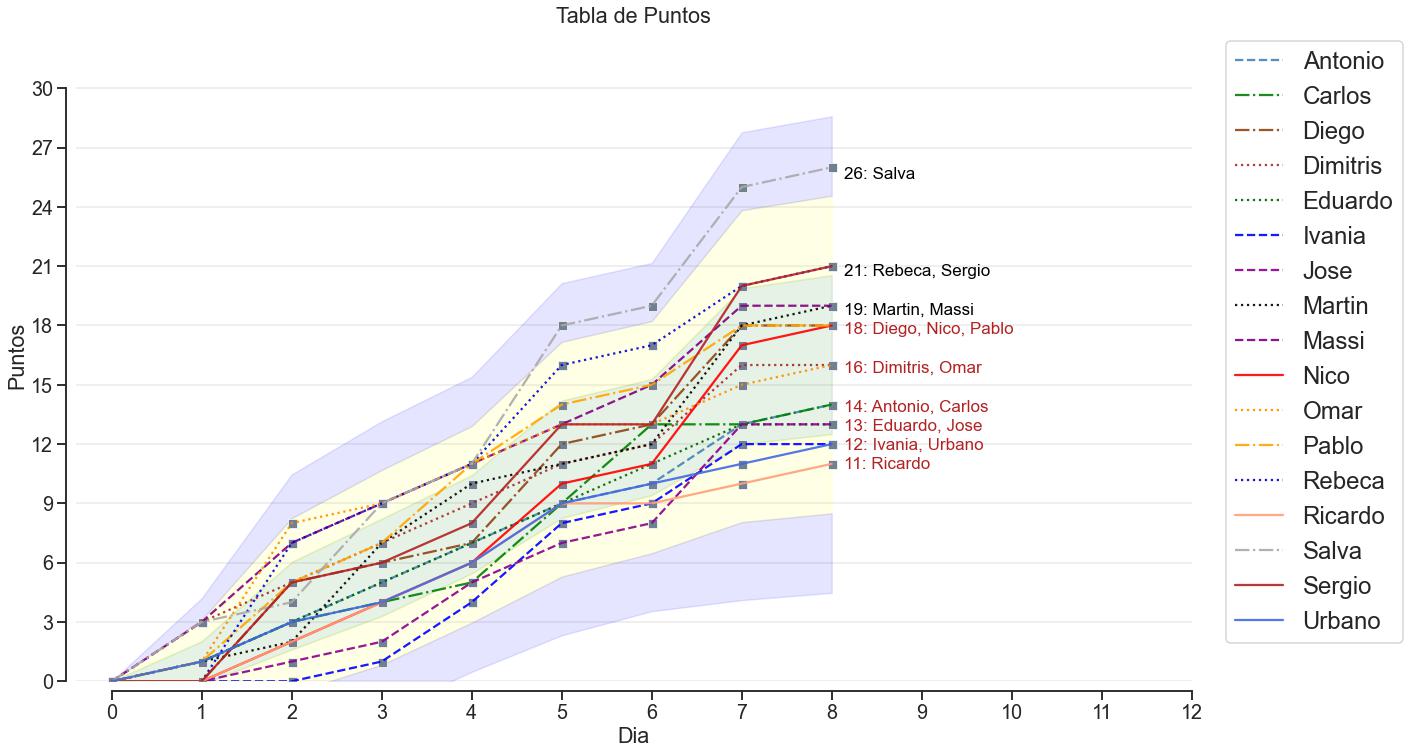 Tabla de Puntos
30
27
24
21
18
15
12
9
6
3
0
Puntos
0 1 2 3 4 5 6 7 8 9 10 11 12
Dia
26: Salva
21: Rebeca, Sergio
19: Martin, Massi
18: Diego, Nico, Pablo
16: Dimitris, Omar
14: Antonio, Carlos
13: Eduardo, Jose
12: Ivania, Urbano
11: Ricardo
Antonio
Carlos
Diego
Dimitris
Eduardo
Ivania
Jose
Martin
Massi
Nico
Omar
Pablo
Rebeca
Ricardo
Salva
Sergio
Urbano